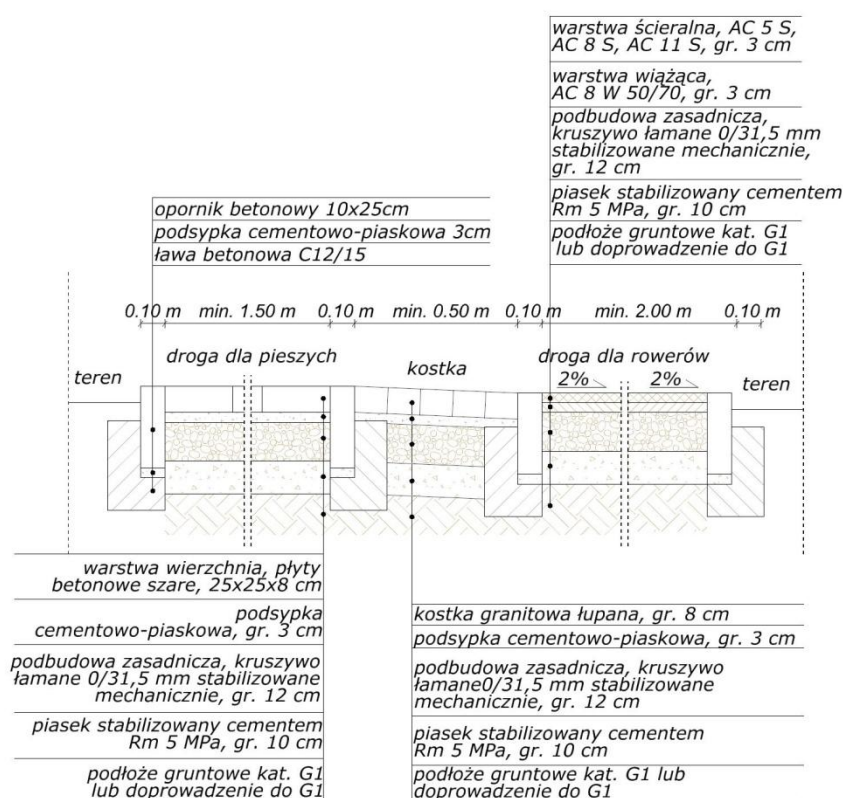 warstwa ścieralna, AC 5 S,
AC 8 S, AC 11 S, gr. 3 cm
warstwa wiążąca,
AC 8 W 50/70, gr. 3 cm
podbudowa zasadnicza,
kruszywo łamane 0/31,5 mm
stabilizowane mechanicznie,
gr. 12 cm
piasek stabilizowany cementem
Rm 5 MPa, gr. 10 cm
podłoże gruntowe kat. G1
lub doprowadzenie do G1
opornik betonowy 10x25cm
podsypka cementowo-piaskowa 3cm
ława betonowa C12/15
0.10 m min. 1.50 m 0.10 m min. 0.50 m 0.10 m min. 2.00 m 0.10 m
teren
droga dla pieszych
kostka
droga dla rowerów
2% 2%
teren
warstwa wierzchnia, płyty
betonowe szare, 25x25x8 cm
podsypka
cementowo-piaskowa, gr. 3 cm
podbudowa zasadnicza, kruszywo
łamane 0/31,5 mm stabilizowane
mechanicznie, gr. 12 cm
piasek stabilizowany cementem
Rm 5 MPa, gr. 10 cm
podłoże gruntowe kat. G1
lub doprowadzenie do G1
kostka granitowa łupana, gr. 8 cm
podsypka cementowo-piaskowa, gr. 3 cm
podbudowa zasadnicza, kruszywo
łamane0/31,5 mm stabilizowane
mechanicznie, gr. 12 cm
piasek stabilizowany cementem
Rm 5 MPa, gr. 10 cm
podłoże gruntowe kat. G1 lub
doprowadzenie do G1